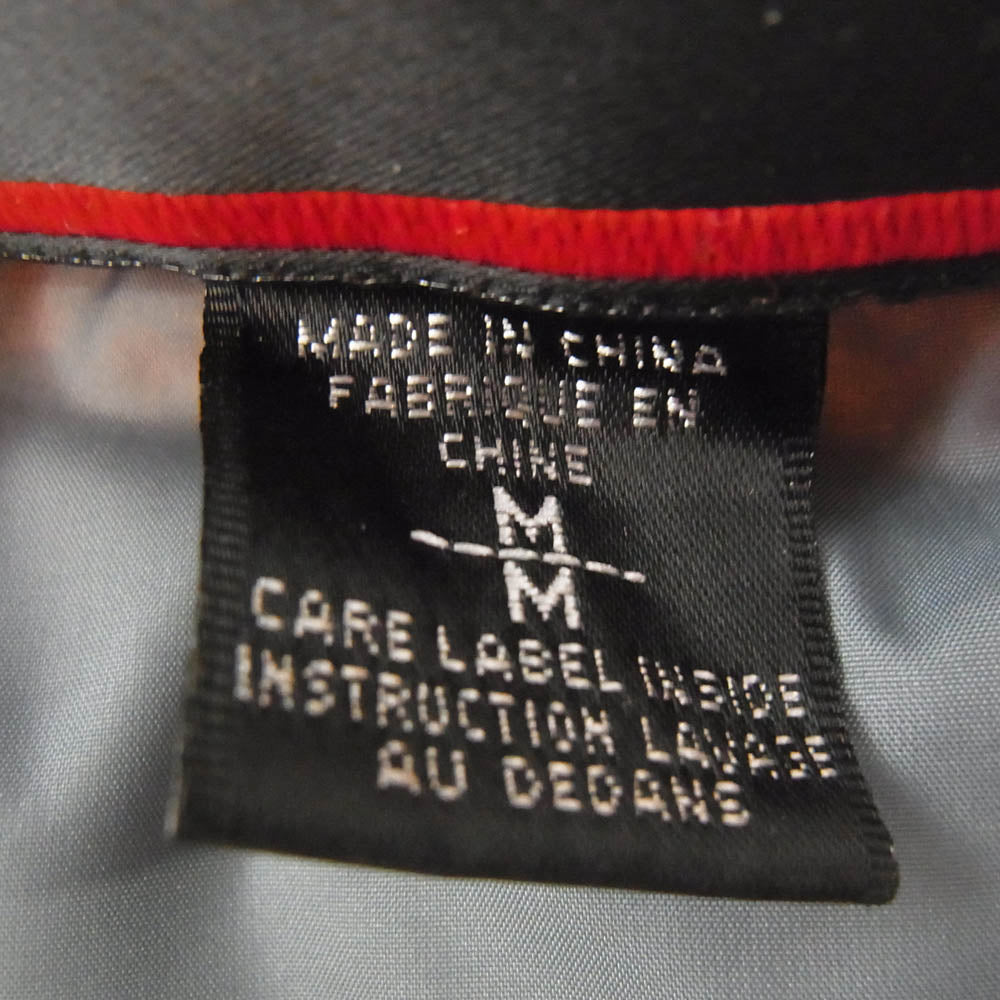 MADE IN CHINA
FABRIQUE EN
CHINE
M
M
CARE LABEL INSIDE
INSTRUCTION LAVAGE
AU DEDANS